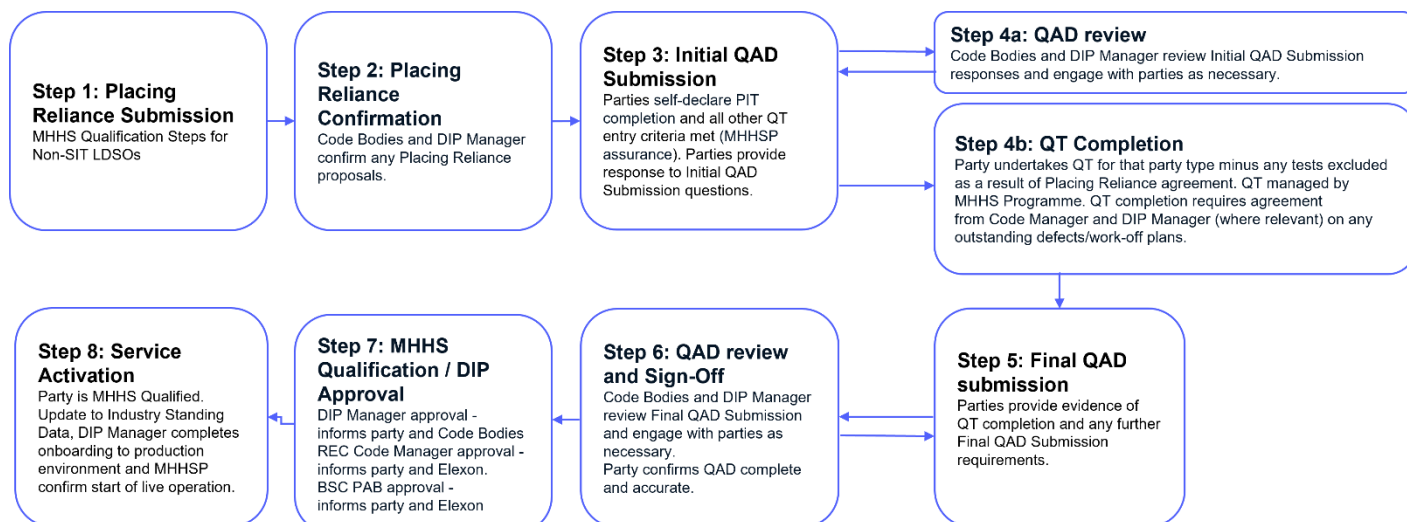 Step 1: Placing
Reliance Submission
MHHS Qualification Steps for
Non-SIT LDSOs
Step 2: Placing
Reliance
Confirmation
Code Bodies and DIP Manager
confirm any Placing Reliance
proposals.
Step 3: Initial QAD
Submission
Parties self-declare PIT
completion and all other QT
entry criteria met (MHHSP
assurance). Parties provide
response to Initial QAD
Submission questions.
Step 4a: QAD review
Code Bodies and DIP Manager review Initial QAD Submission
responses and engage with parties as necessary.
Step 4b: QT Completion
Party undertakes QT for that party type minus any tests excluded
as a result of Placing Reliance agreement. QT managed by
MHHS Programme. QT completion requires agreement
from Code Manager and DIP Manager (where relevant) on any
outstanding defects/work-off plans.
Step 5: Final QAD
submission
Parties provide evidence of
QT completion and any further
Final QAD Submission
requirements.
Step 6: QAD review
and Sign-Off
Code Bodies and DIP Manager
review Final QAD Submission
and engage with parties as
necessary.
Party confirms QAD complete
and accurate.
Step 7: MHHS
Qualification / DIP
Approval
DIP Manager approval -
informs party and Code Bodies
REC Code Manager approval -
informs party and Elexon.
BSC PAB approval -
informs party and Elexon
Step 8: Service
Activation
Party is MHHS Qualified.
Update to Industry Standing
Data, DIP Manager completes
onboarding to production
environment and MHHSP
confirm start of live operation.